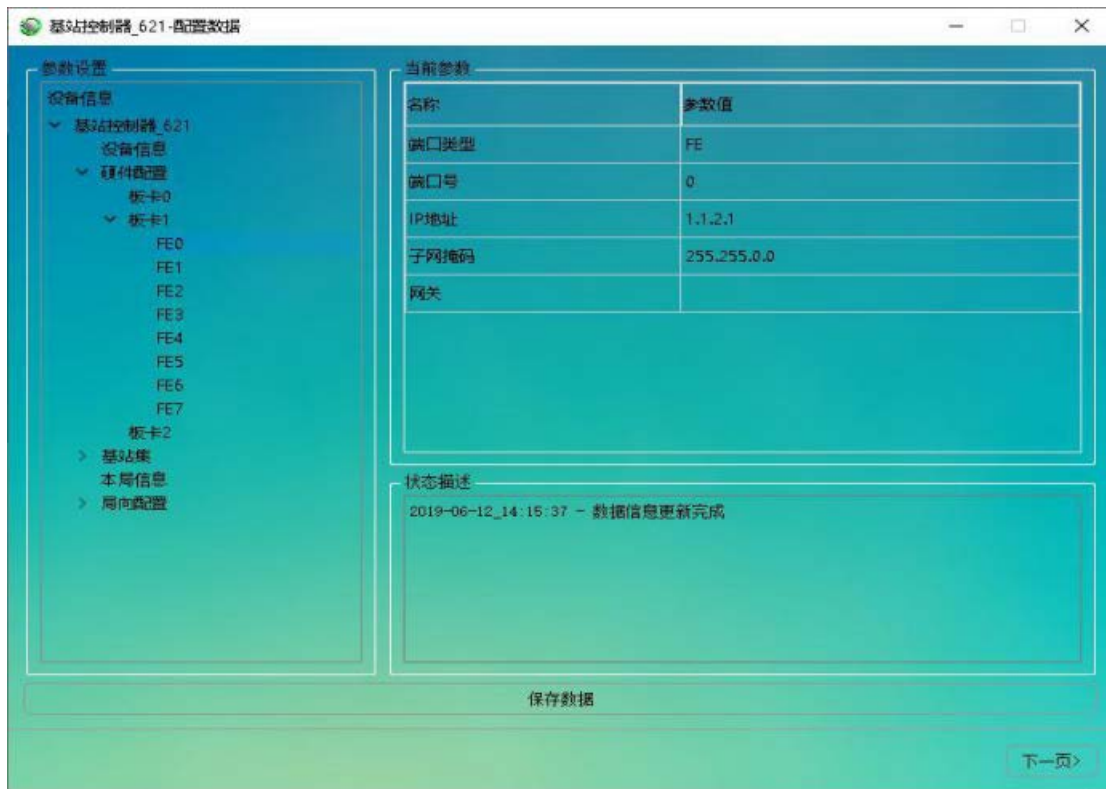 基站控制器_621-配置数据
参数设置
设备信息
基站控制器_621
设备信息
硬件配置
板卡0
板卡1
FE0
FE1
FE2
FE3
FE4
FE5
FE6
FE7
板卡2
基站集
本局信息
局向配置
当前参数
名称 参数值
端口类型 FE
端口号 0
IP地址 1.1.2.1
子网掩码 255.255.0.0
网关
状态描述
2019-06-12_14:15:37 - 数据信息更新完成
保存数据
下一页>